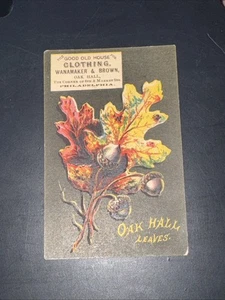 GOOD OLD HOUSE
CLOTHING,
WANAMAKER & BROWN,
OAK HALL,
PHILADELPHIA.
OAK HALL
LEAVES.